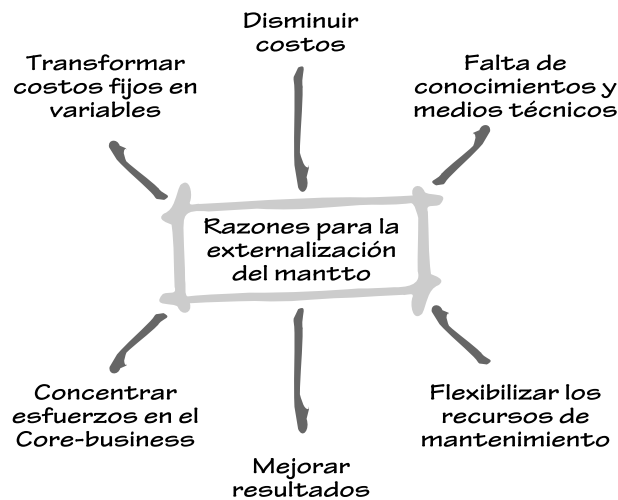 Disminuir
costos
Transformar
costos fijos en
variables
Falta de
conocimientos y
medios técnicos
Razones para la
externalización
del mantto
Concentrar
esfuerzos en el
Core-business
Flexibilizar los
recursos de
mantenimiento
Mejorar
resultados